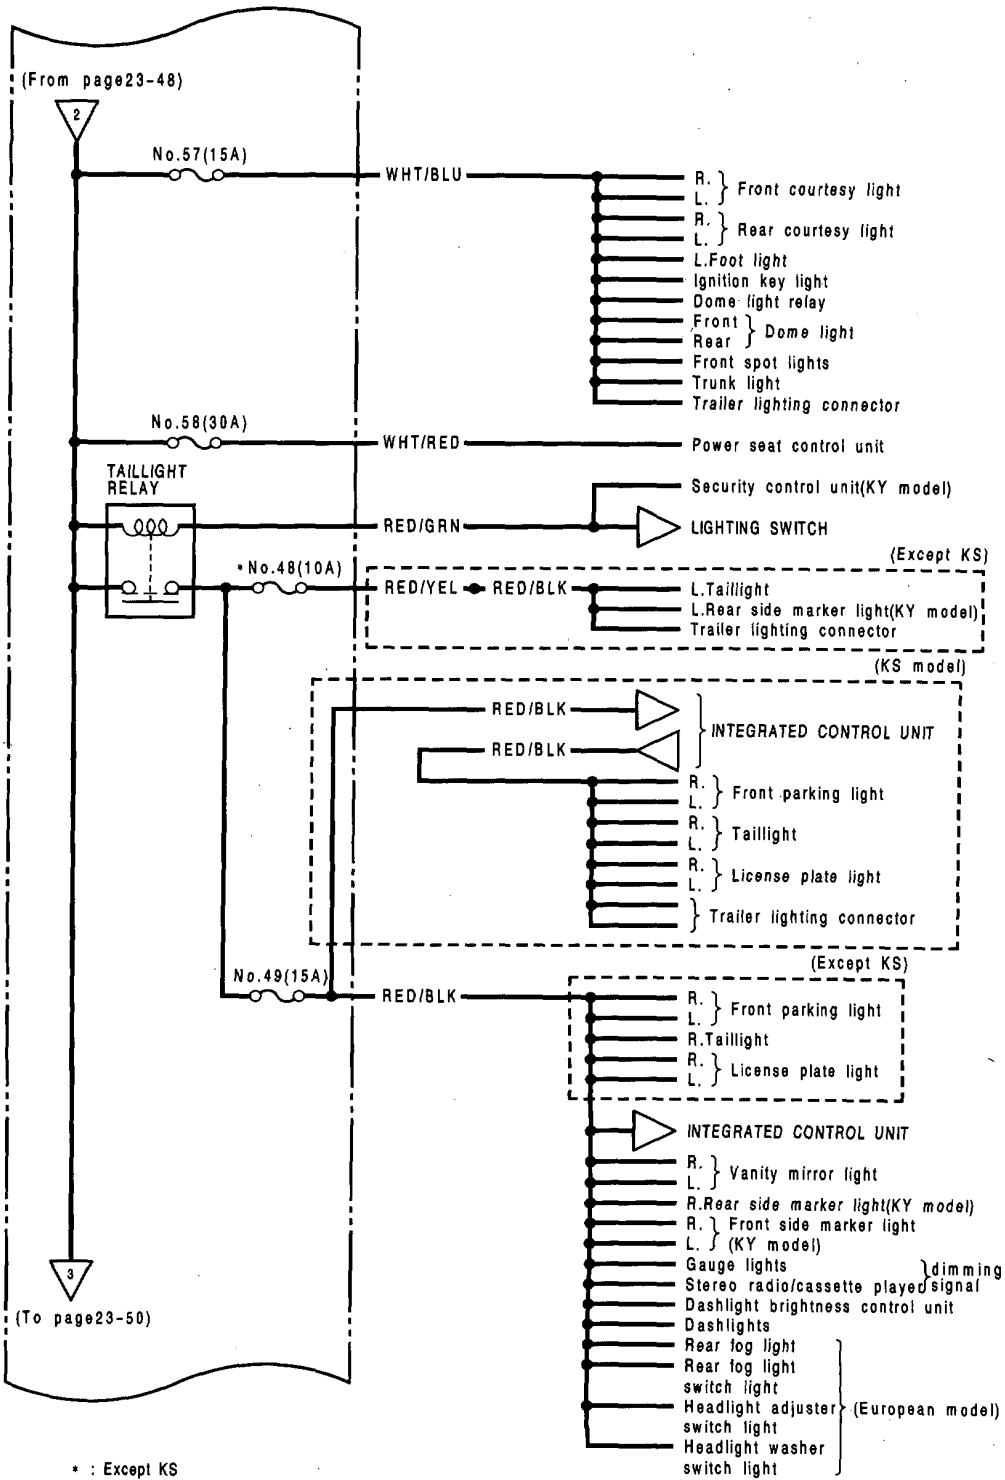 (From page23-48)
2
No.57(15A)
WHT/BLU
R.
L.
Front courtesy light
R.
L.
Rear courtesy light
L.Foot light
Ignition key light
Dome light relay
Front
Rear
Dome light
Front spot lights
Trunk light
Trailer lighting connector
No.58(30A)
WHT/RED
Power seat control unit
TAILLIGHT
RELAY
Security control unit(KY model)
RED/GRN
LIGHTING SWITCH
(Except KS)
*No.48(10A)
RED/YEL
RED/BLK
L.Taillight
L.Rear side marker light(KY model)
Trailer lighting connector
(KS model)
RED/BLK
RED/BLK
INTEGRATED CONTROL UNIT
R.
L.
Front parking light
R.
L.
Taillight
R.
L.
License plate light
Trailer lighting connector
(Except KS)
No.49(15A)
RED/BLK
R.
L.
Front parking light
R.Taillight
R.
L.
License plate light
INTEGRATED CONTROL UNIT
R.
L.
Vanity mirror light
R.Rear side marker light(KY model)
R.
L.
Front side marker light
(KY model)
Gauge lights
Stereo radio/cassette player
dimming
signal
Dashlight brightness control unit
Dashlights
Rear fog light
Rear fog light
switch light
Headlight adjuster
switch light
Headlight washer
switch light
(European model)
3
(To page23-50)
* : Except KS